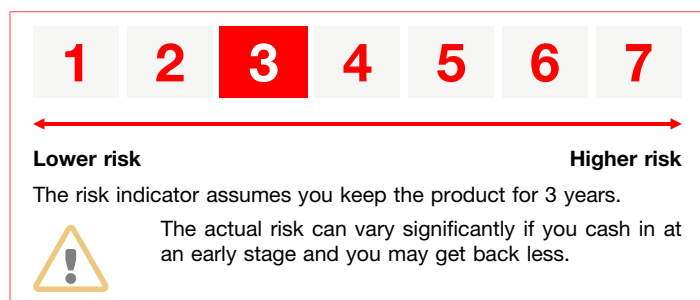 1 2 3 4 5 6 7
Lower risk Higher risk
The risk indicator assumes you keep the product for 3 years.
The actual risk can vary significantly if you cash in at
an early stage and you may get back less.